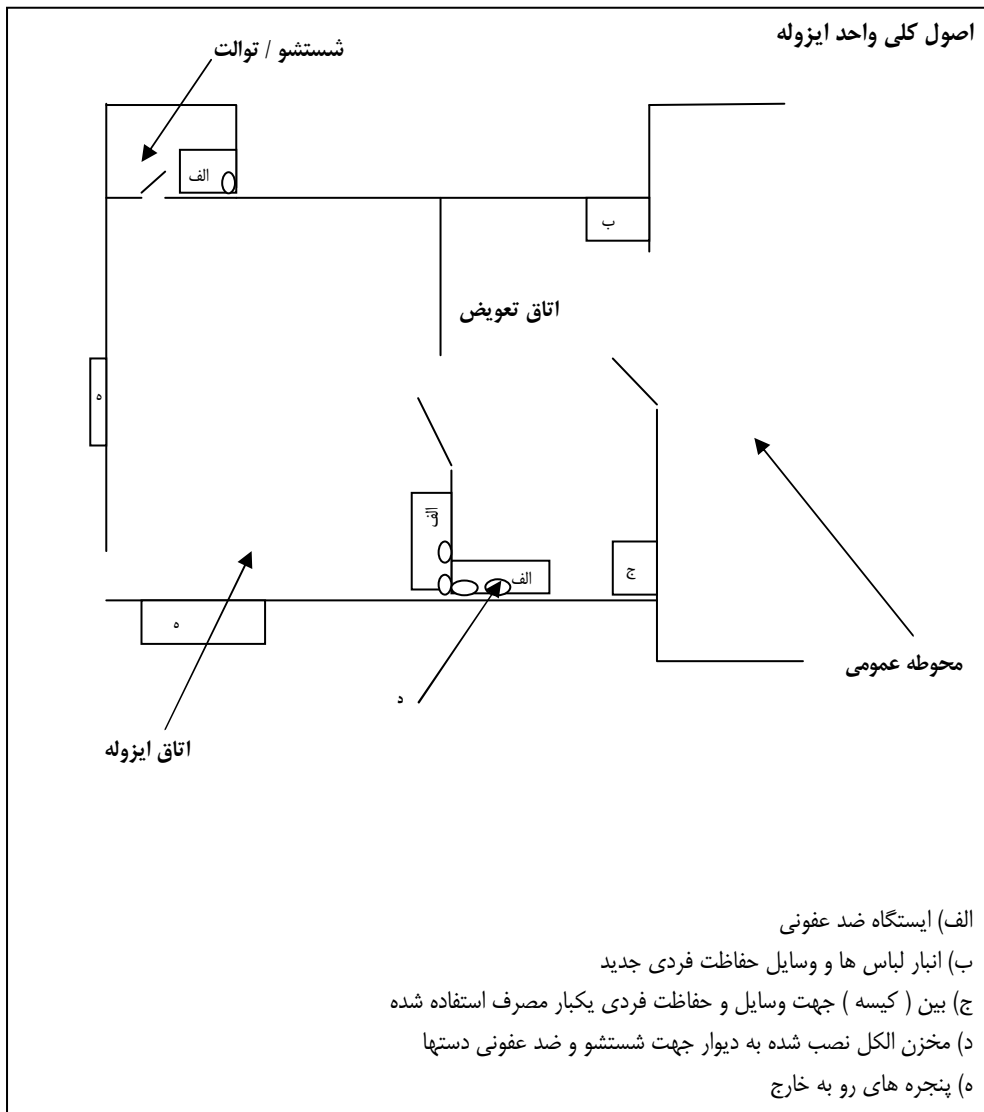 اصول کلی واحد ایزوله
شستشو / توالت
الف
ب
اتاق تعویض
ه
الف
الف
ج
ه
محوطه عمومی
د
اتاق ایزوله
الف) ایستگاه ضد عفونی
ب) انبار لباس ها و وسایل حفاظت فردی جدید
ج) بین ( کیسه ) جهت وسایل و حفاظت فردی یکبار مصرف استفاده شده
د) مخزن الکل نصب شده به دیوار جهت شستشو و ضد عفونی دستها
ه) پنجره های رو به خارج